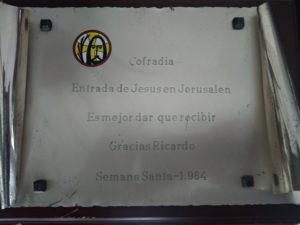 Cofradia
Entrada de Jesus en Jerusalen
Es mejor dar que recibir
Gracias Ricardo
Semana Santa-1.984